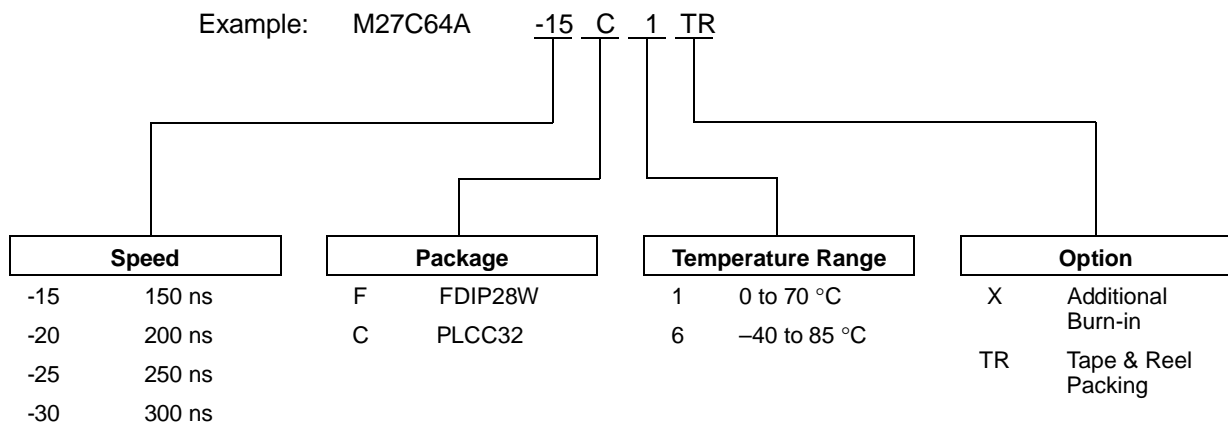 Example: M27C64A -15 C 1 TR
Speed Package Temperature Range Option
-15 150 ns F FDIP28W 1 0 to 70 °C X Additional Burn-in
-20 200 ns C PLCC32 6 –40 to 85 °C
-25 250 ns TR Tape & Reel Packing
-30 300 ns